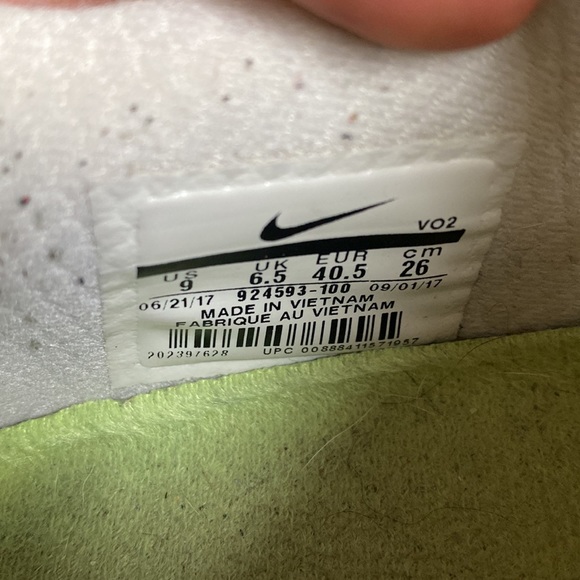 VO2
US UK EUR cm
9 6.5 40.5 26
06/21/17 924593-100 09/01/17
MADE IN VIETNAM
FABRIQUE AU VIETNAM
202397628 UPC 00888411571957